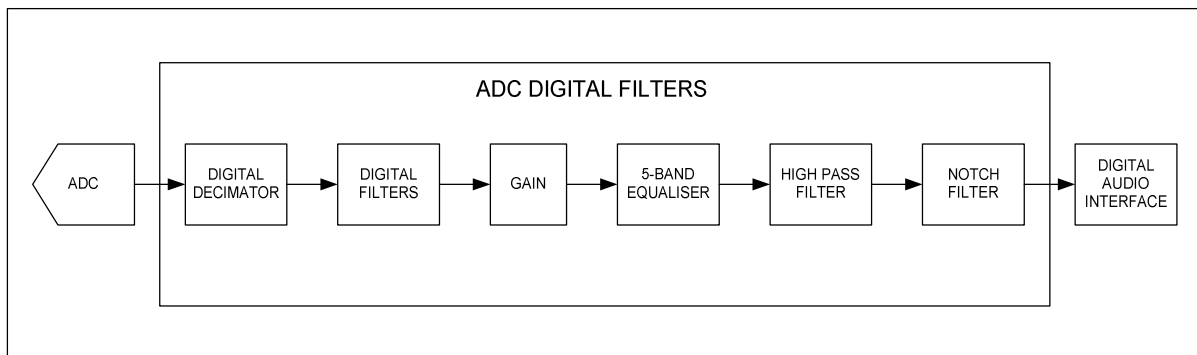 ADC DIGITAL FILTERS
ADC
DIGITAL
DECIMATOR
DIGITAL
FILTERS
GAIN
5-BAND
EQUALISER
HIGH PASS
FILTER
NOTCH
FILTER
DIGITAL
AUDIO
INTERFACE